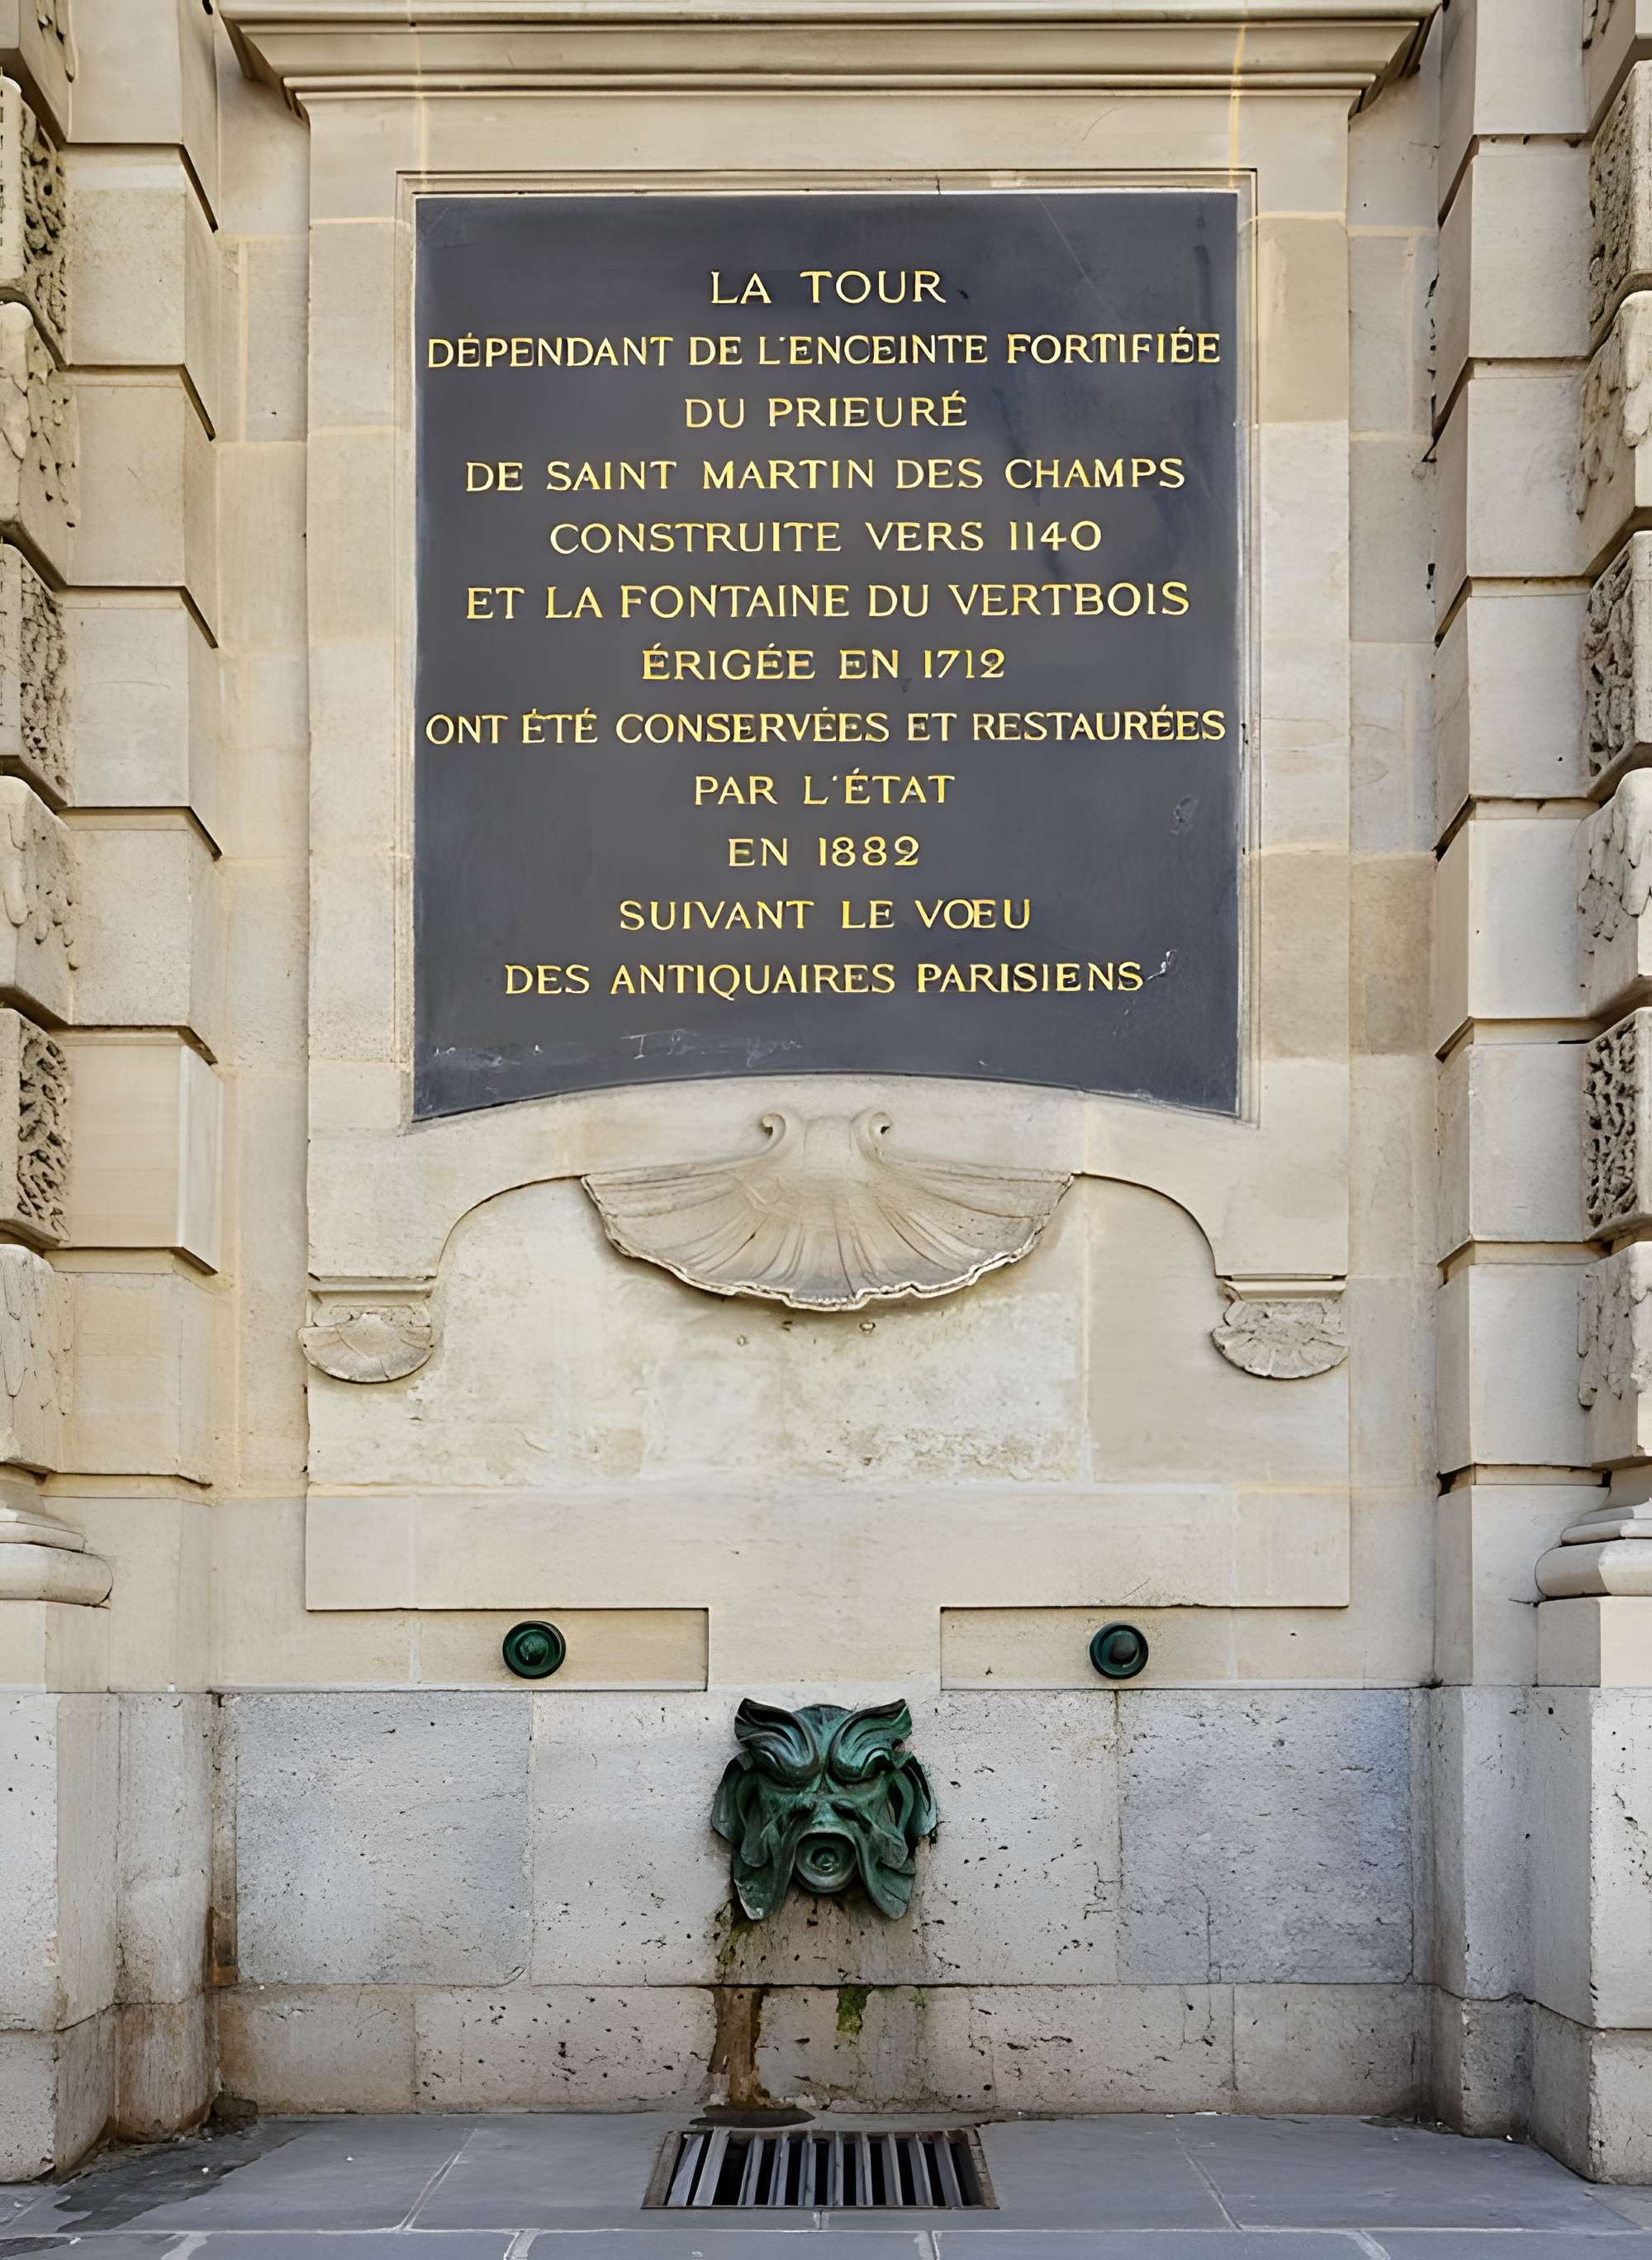 LA TOUR
DÉPENDANT DE L'ENCEINTE FORTIFIÉE
DU PRIEURÉ
DE SAINT MARTIN DES CHAMPS
CONSTRUITE VERS 1140
ET LA FONTAINE DU VERTBOIS
ÉRIGÉE EN 1712
ONT ÉTÉ CONSERVÉES ET RESTAURÉES
PAR L'ÉTAT
EN 1882
SUIVANT LE VŒU
DES ANTIQUAIRES PARISIENS